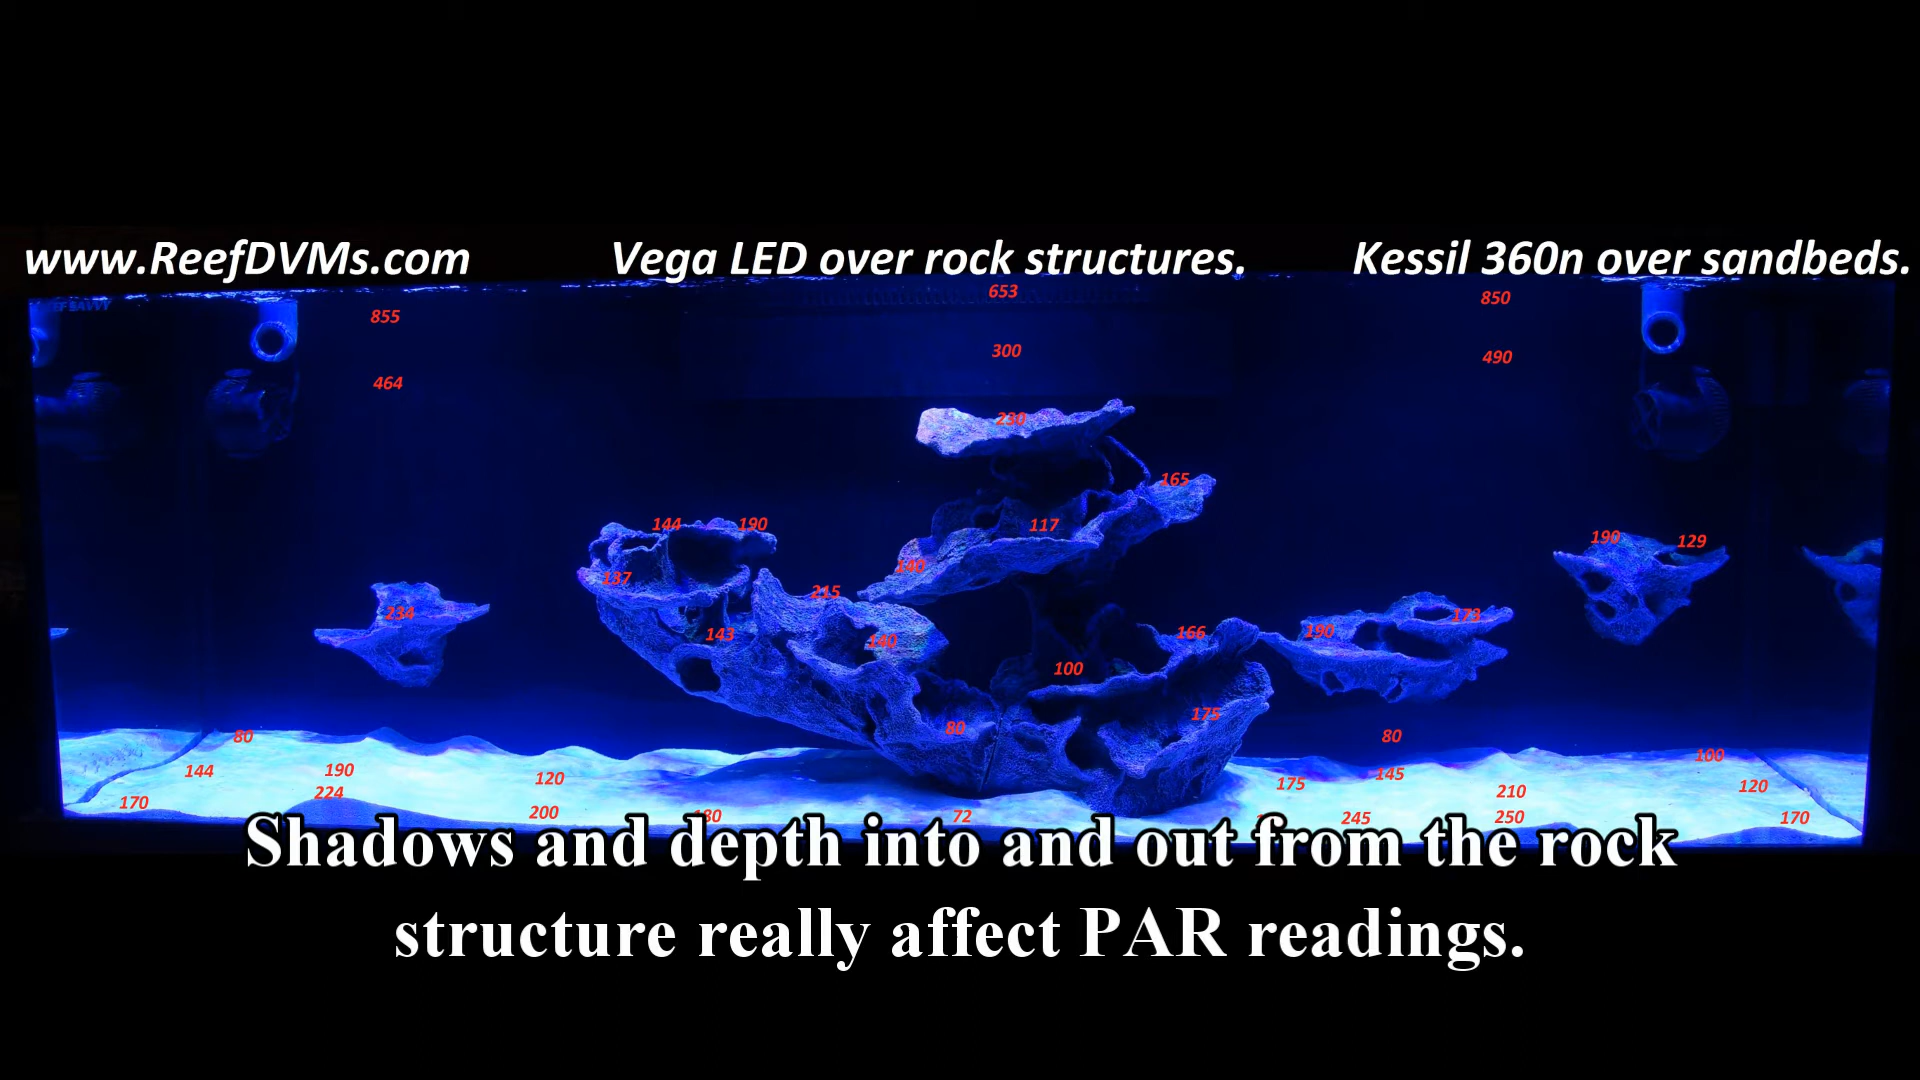 www.ReefDVMs.com Vega LED over rock structures. Kessil 360n over sandbeds.
653
850
855
300
490
464
230
165
144 190 117
190 129
140
137
215
234
173
143 140 166 190
100
175
80
80 80
100
144 190 120 145
175
224 210 120
170
200 72 245 250 170
Shadows and depth into and out from the rock
structure really affect PAR readings.